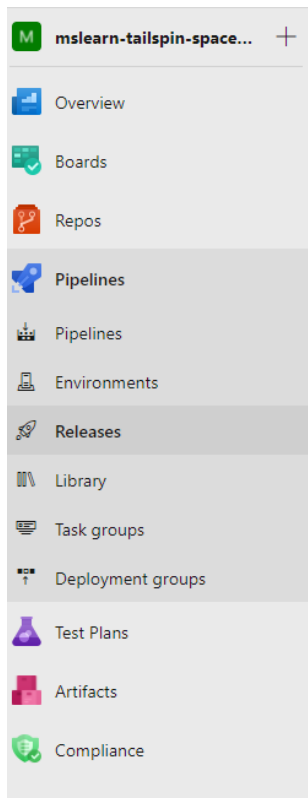 M mslearn-tailspin-space...
Overview
Boards
Repos
Pipelines
Pipelines
Environments
Releases
Library
Task groups
Deployment groups
Test Plans
Artifacts
Compliance